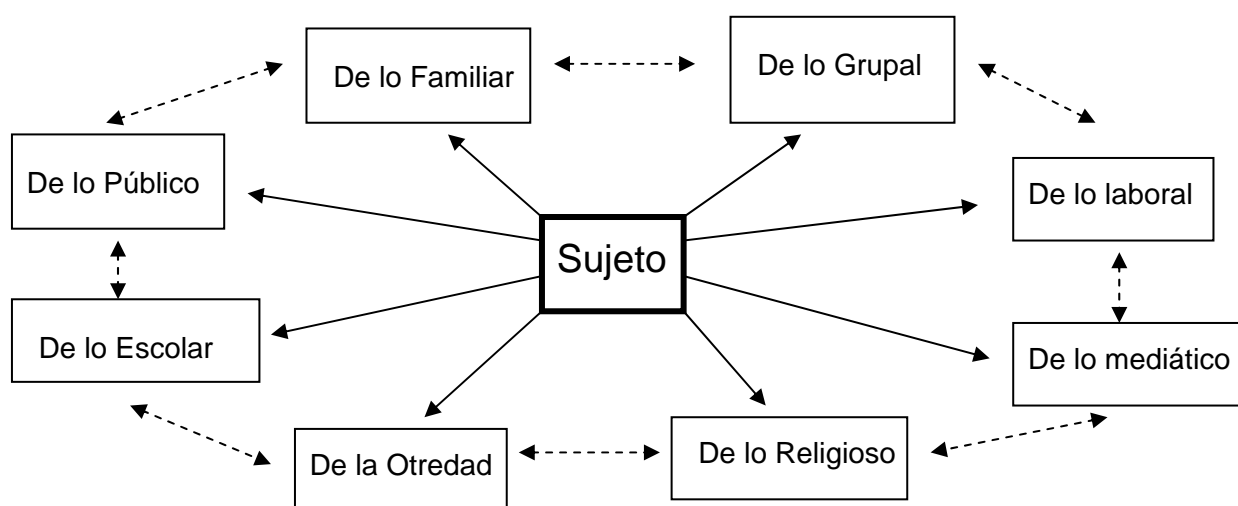 De lo Familiar
De lo Grupal
De lo Público
De lo laboral
Sujeto
De lo Escolar
De lo mediático
De la Otredad
De lo Religioso